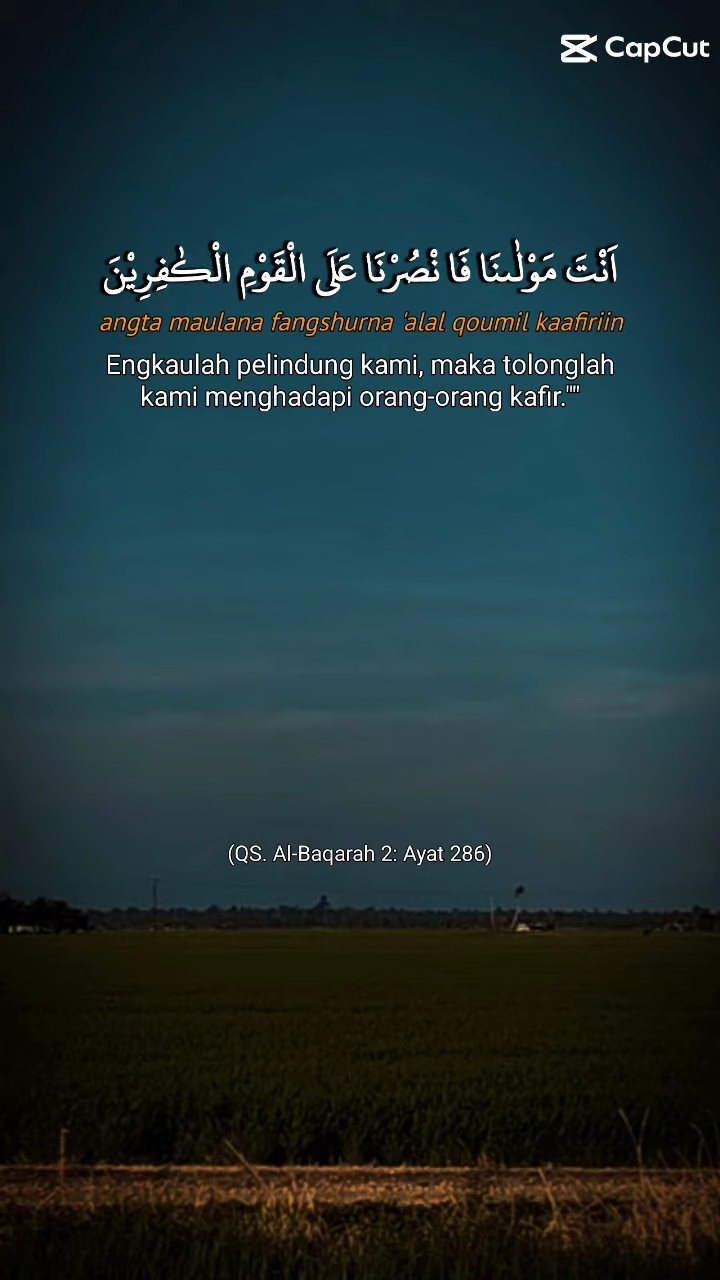 CapCut
اَنْتَ مَوْلٰٮنَا فَا نْصُرْنَا عَلَى الْقَوْمِ الْكٰفِرِيْنَ
angta maulana fangshurna 'alal qoumil kaafiriin
Engkaulah pelindung kami, maka tolonglah
kami menghadapi orang-orang kafir.""
(QS. Al-Baqarah 2: Ayat 286)